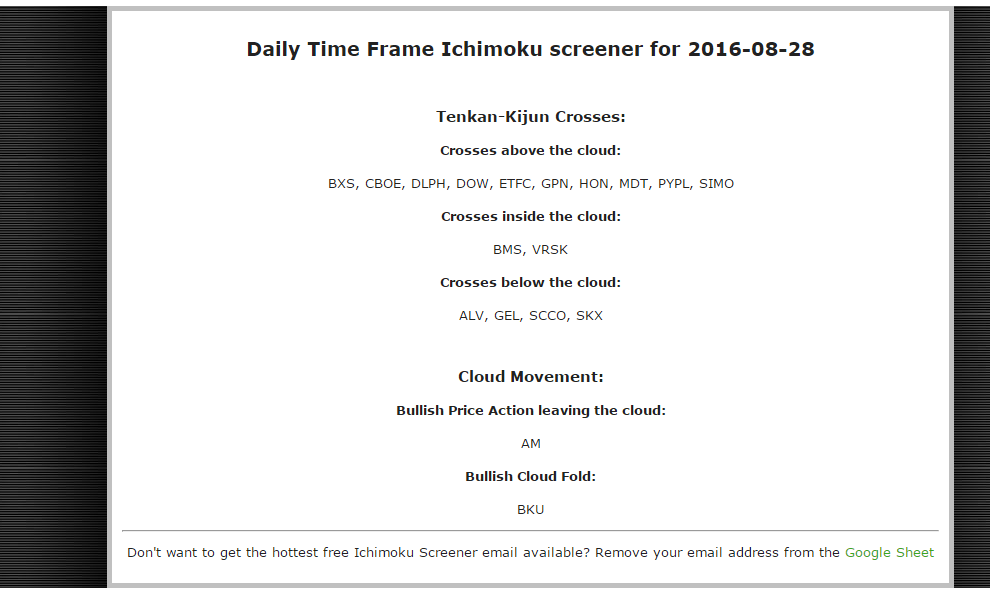 Daily Time Frame Ichimoku screener for 2016-08-28
Tenkan-Kijun Crosses:
Crosses above the cloud:
BXS, CBOE, DLPH, DOW, ETFC, GPN, HON, MDT, PYPL, SIMO
Crosses inside the cloud:
BMS, VRSK
Crosses below the cloud:
ALV, GEL, SCCO, SKX
Cloud Movement:
Bullish Price Action leaving the cloud:
AM
Bullish Cloud Fold:
BKU
Don't want to get the hottest free Ichimoku Screener email available? Remove your email address from the Google Sheet